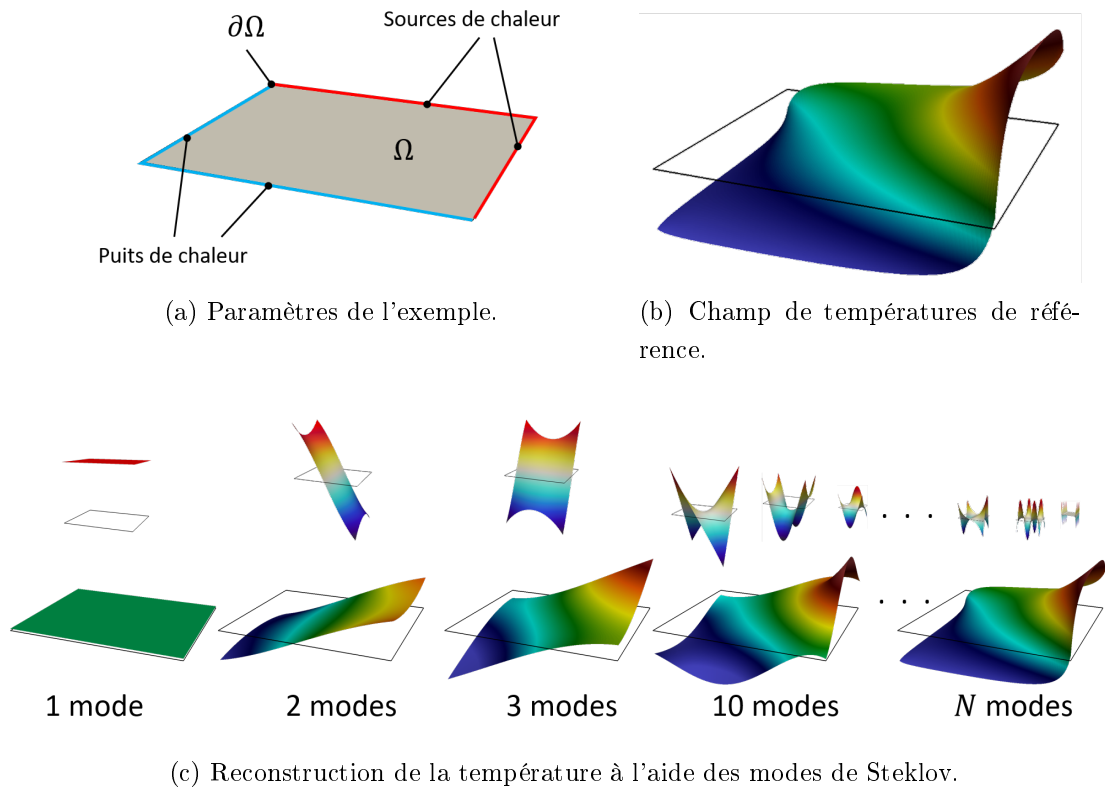 ∂Ω
Sources de chaleur
Ω
Puits de chaleur
(a) Paramètres de l'exemple.
(b) Champ de températures de réfé-
rence.
. . .
. . .
1 mode
2 modes
3 modes
10 modes
N modes
(c) Reconstruction de la température à l'aide des modes de Steklov.